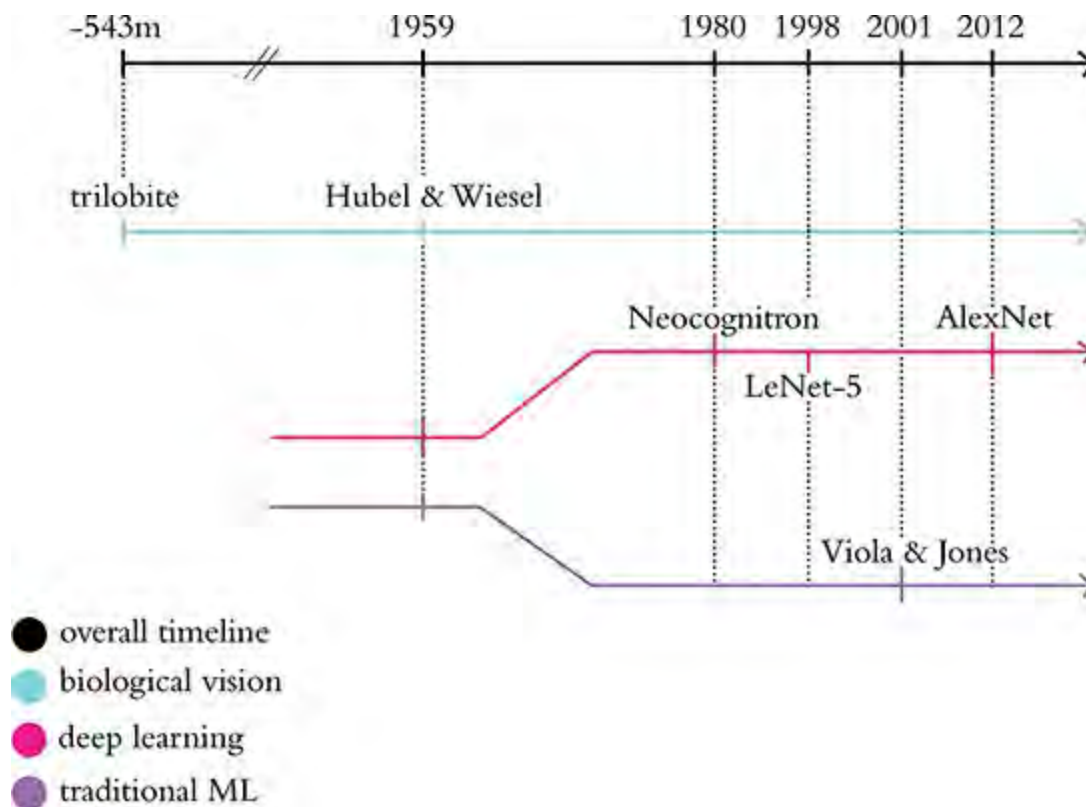 -543m 1959 1980 1998 2001 2012
trilobite Hubel & Wiesel
Neocognitron AlexNet
LeNet-5
Viola & Jones
overall timeline
biological vision
deep learning
traditional ML